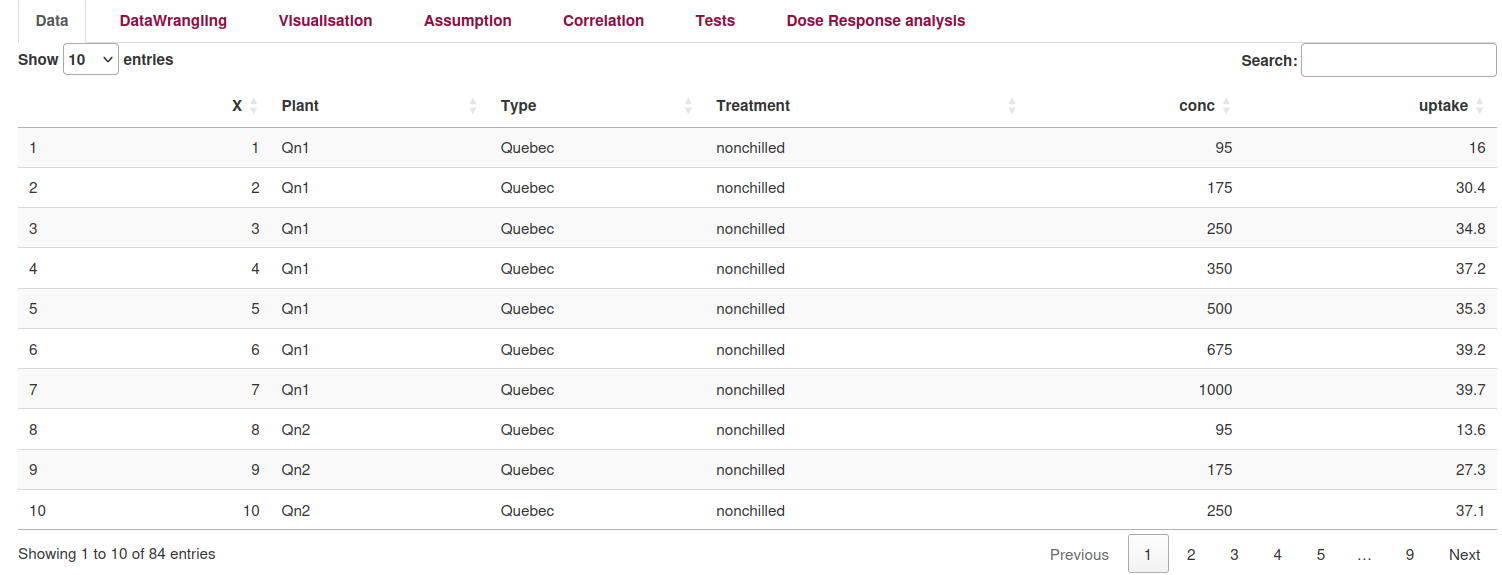 Data DataWrangling Visualisation Assumption Correlation Tests Dose Response analysis
Show 10 entries Search:
X Plant Type Treatment conc uptake
1 1 Qn1 Quebec nonchilled 95 16
2 2 Qn1 Quebec nonchilled 175 30.4
3 3 Qn1 Quebec nonchilled 250 34.8
4 4 Qn1 Quebec nonchilled 350 37.2
5 5 Qn1 Quebec nonchilled 500 35.3
6 6 Qn1 Quebec nonchilled 675 39.2
7 7 Qn1 Quebec nonchilled 1000 39.7
8 8 Qn2 Quebec nonchilled 95 13.6
9 9 Qn2 Quebec nonchilled 175 27.3
10 10 Qn2 Quebec nonchilled 250 37.1
Showing 1 to 10 of 84 entries Previous 1 2 3 4 5 … 9 Next